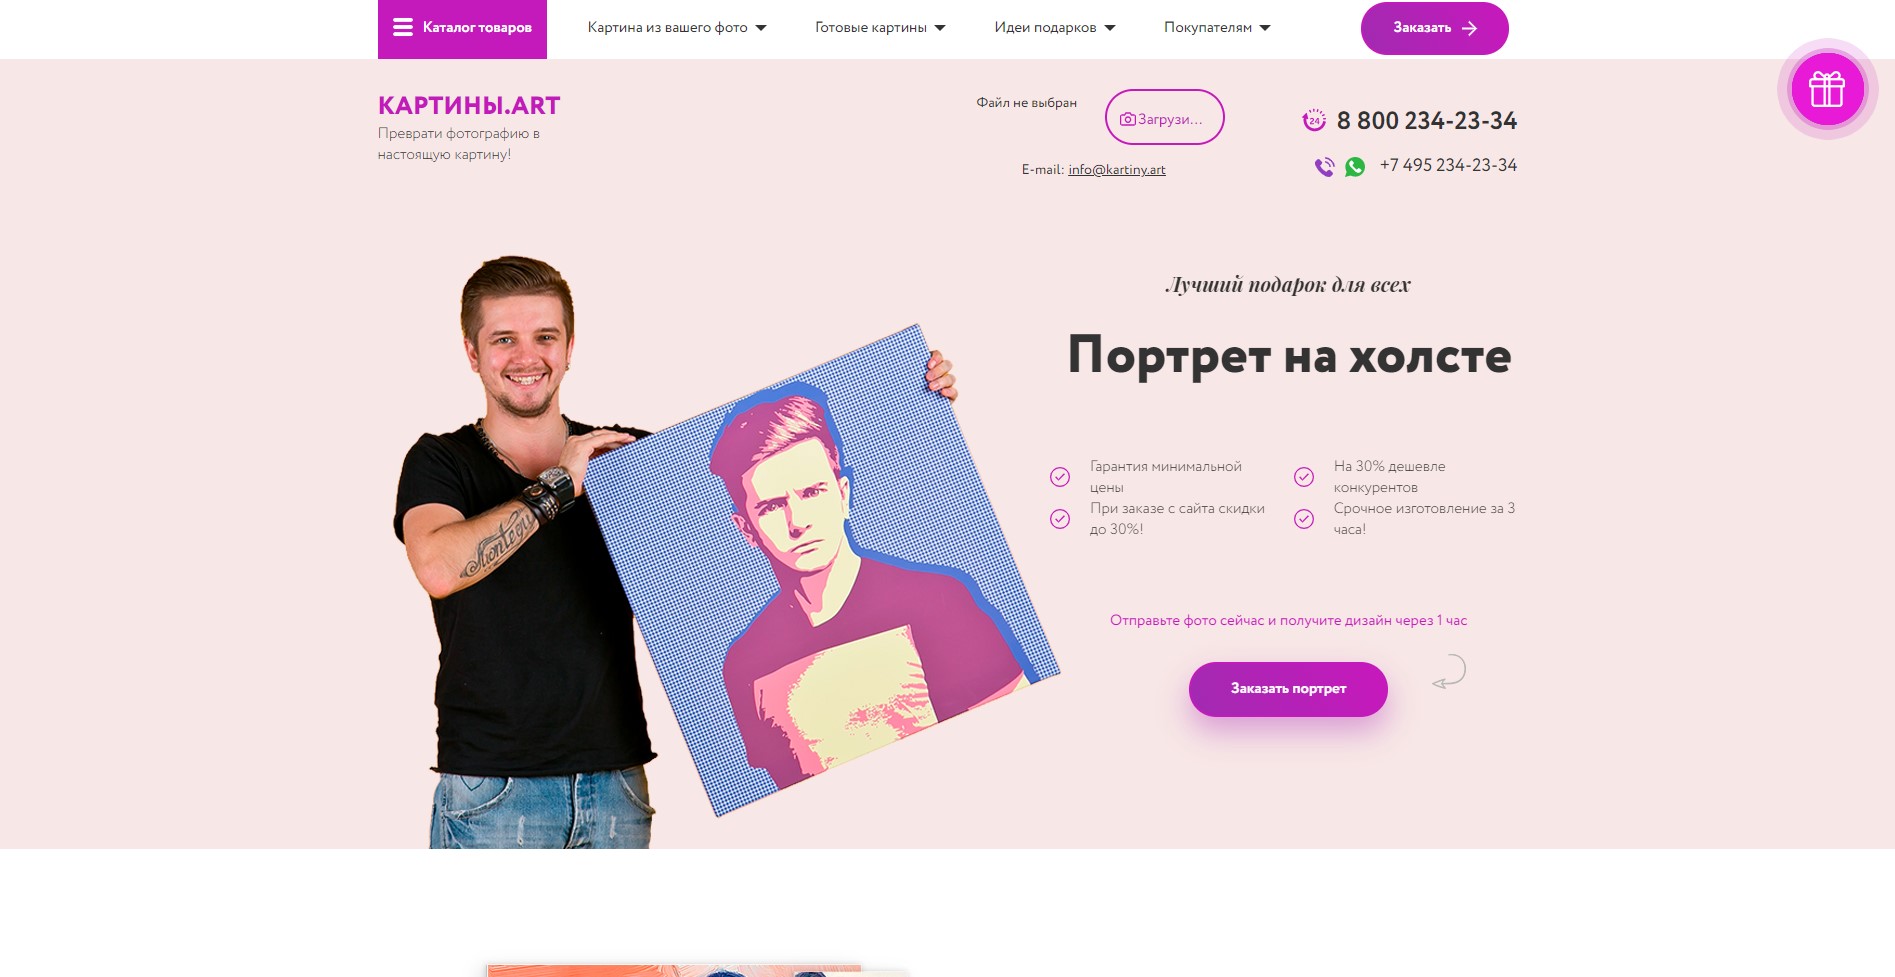 Каталог товаров
Картина из вашего фото
Готовые картины
Идеи подарков
Покупателям
Заказать
КАРТИНЫ.ART
Преврати фотографию в
настоящую картину!
Файл не выбран
Загрузи...
E-mail: info@kartiny.art
24
8 800 234-23-34
+7 495 234-23-34
Лучший подарок для всех
Портрет на холсте
Гарантия минимальной
цены
На 30% дешевле
конкурентов
При заказе с сайта скидки
до 30%!
Срочное изготовление за 3
часа!
Отправьте фото сейчас и получите дизайн через 1 час
Заказать портрет